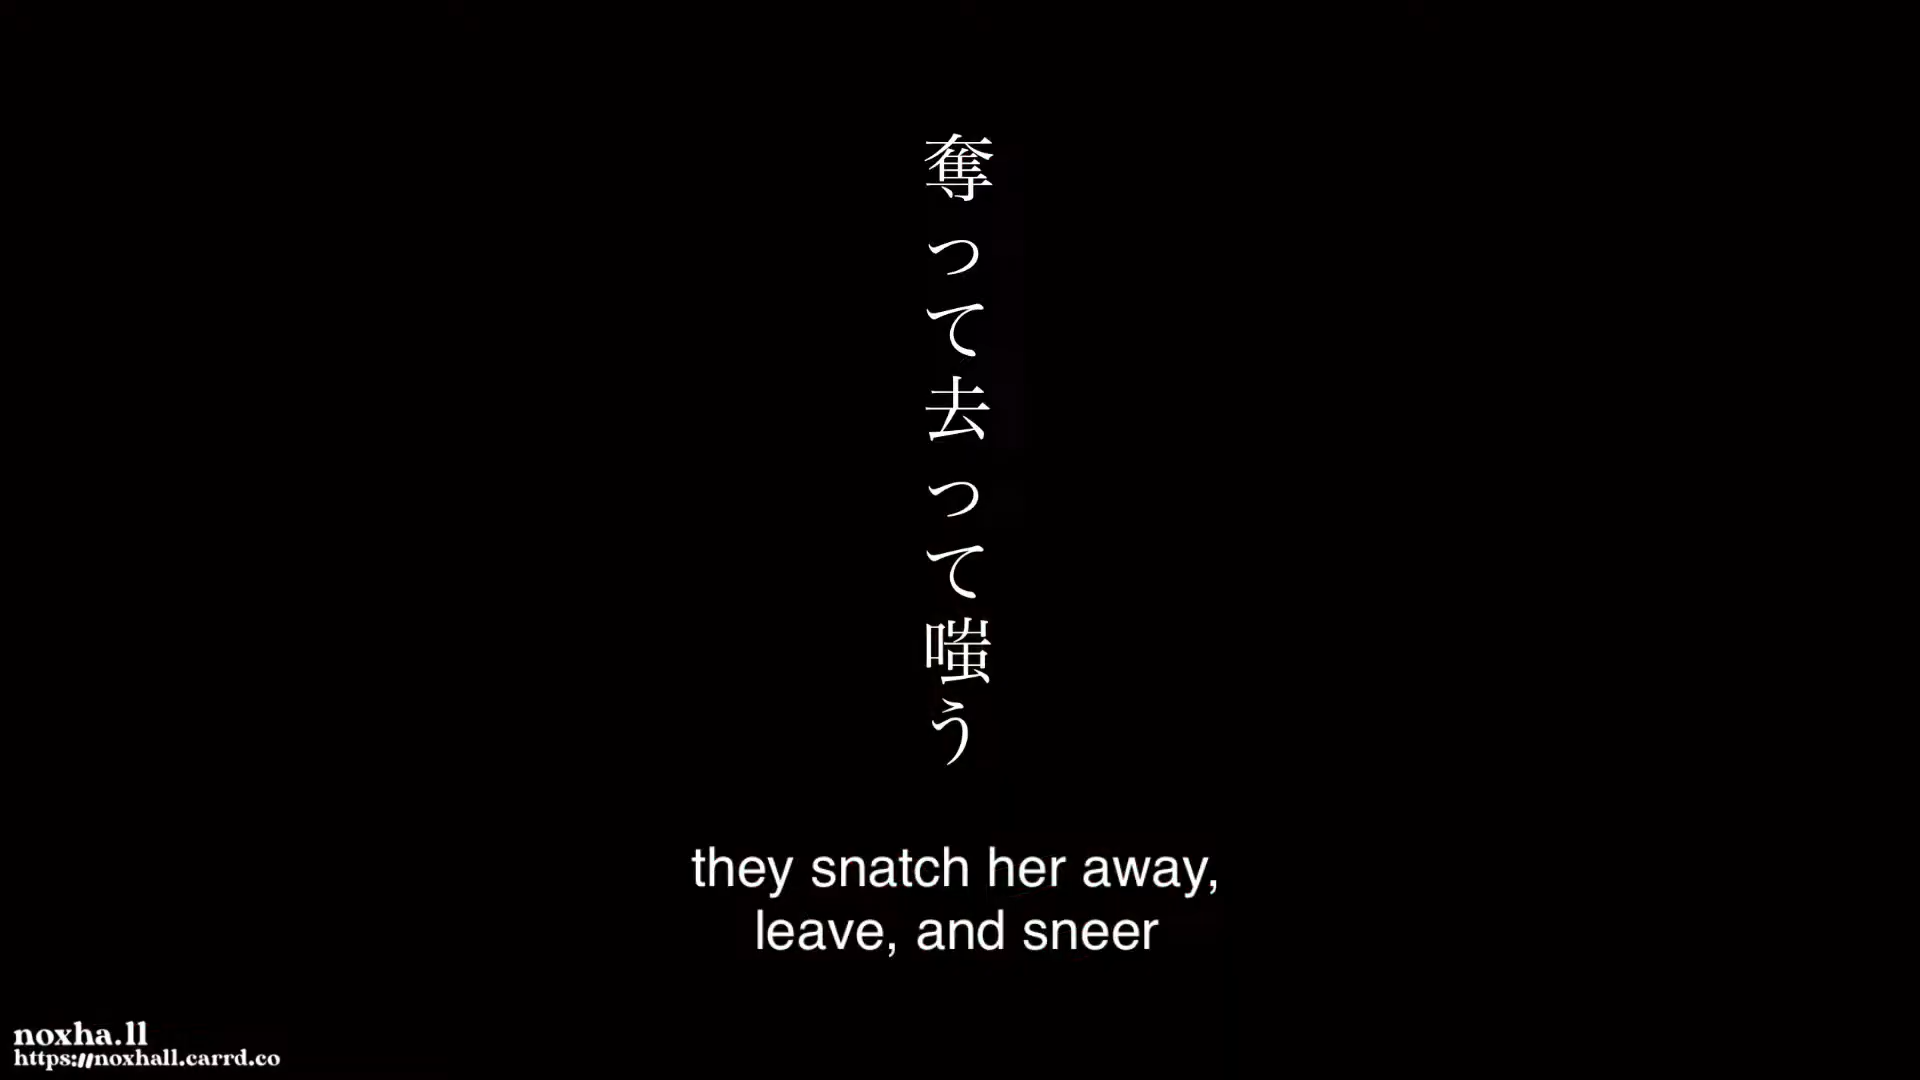 奪って去って嗤う
they snatch her away,
leave, and sneer
noxha.ll
https://noxhall.carrd.co